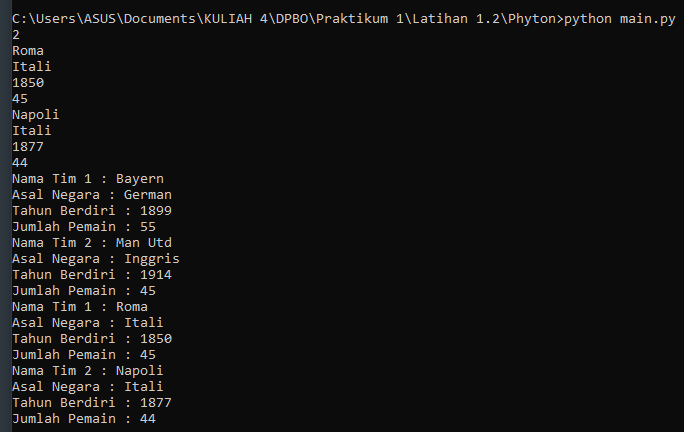 C:\Users\ASUS\Documents\KULIAH 4\DPBO\Praktikum 1\Latihan 1.2\Phyton>python main.py
2
Roma
Itali
1850
45
Napoli
Itali
1877
44
Nama Tim 1 : Bayern
Asal Negara : German
Tahun Berdiri : 1899
Jumlah Pemain : 55
Nama Tim 2 : Man Utd
Asal Negara : Inggris
Tahun Berdiri : 1914
Jumlah Pemain : 45
Nama Tim 1 : Roma
Asal Negara : Itali
Tahun Berdiri : 1850
Jumlah Pemain : 45
Nama Tim 2 : Napoli
Asal Negara : Itali
Tahun Berdiri : 1877
Jumlah Pemain : 44